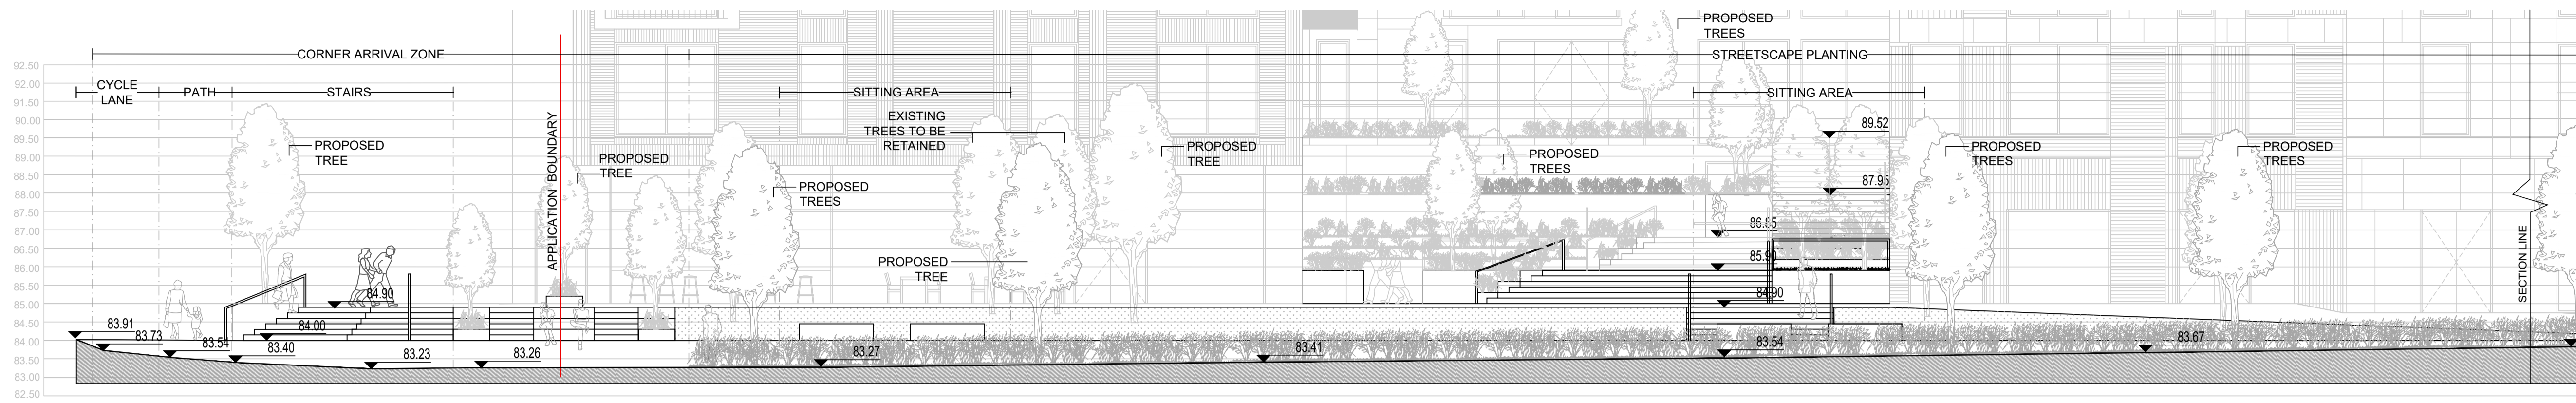 PROPOSED
TREES
CORNER ARRIVAL ZONE
STREETSCAPE PLANTING
92.50
92.00
91.50
90.00
89.50
89.00
88.50
88.00
87.50
87.00
86.50
86.00
85.50
85.00
84.50
84.00
83.50
83.00
82.50
CYCLE
LANE
PATH
STAIRS
SITTING AREA
SITTING AREA
PROPOSED
TREE
APPLICATION BOUNDARY
PROPOSED
TREE
PROPOSED
TREES
EXISTING
TREES TO BE
RETAINED
PROPOSED
TREE
PROPOSED
TREE
PROPOSED
TREES
89.52
87.95
86.85
85.90
84.90
PROPOSED
TREES
PROPOSED
TREES
SECTION LINE
84.90
84.00
83.91
83.73
83.54
83.40
83.23
83.26
83.27
83.41
83.54
83.67